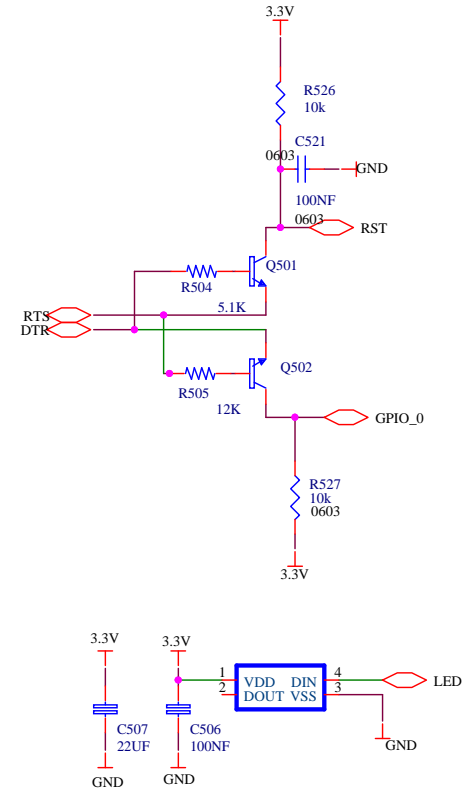 3.3V
R526
10k
C521
0603
GND
100NF
0603
RST
Q501
R504
5.1K
RTS
DTR
Q502
R505
12K
GPIO_0
R527
10k
0603
3.3V
3.3V
3.3V
1 VDD DIN 4
2 DOUT VSS 3
LED
C507
22UF
C506
100NF
GND
GND
GND